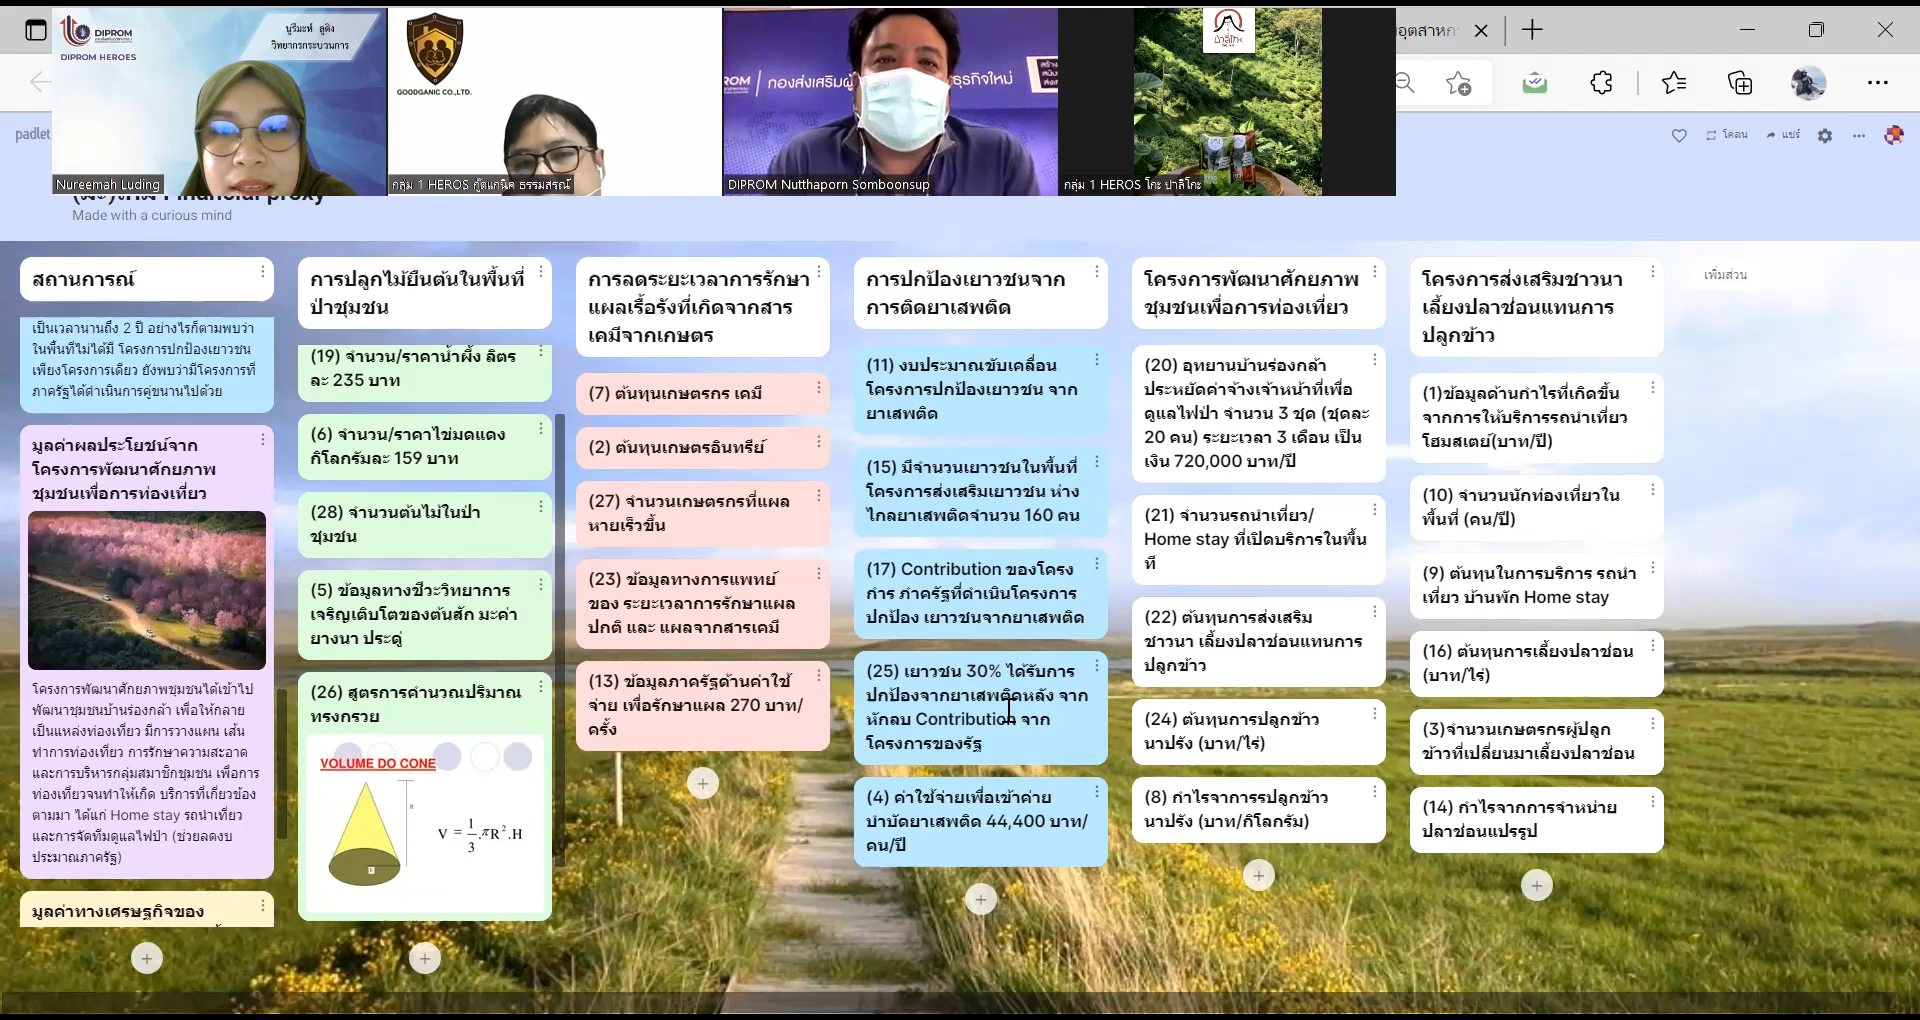 DIPROM
DIPROM HEROES
นูรีมะห์ ลูดิง
วิทยากรกระบวนการ
Nureemah Luding
GOODGANIC CO.,LTD.
กลุ่ม 1 HEROS กู๊ดแกนิค ธรรมสรณ์
กองส่งเสริมผู้
ธุรกิจใหม่
DIPROM Nutthaporn Somboonsup
ปาลิโกะ
กลุ่ม 1 HEROS โกะ ปาลิโกะ
padlet
โคลน
แชร์
Made with a curious mind
สถานการณ์
เป็นเวลานานถึง 2 ปี อย่างไรก็ตามพบว่า
ในพื้นที่ไม่ได้มี โครงการปกป้องเยาวชน
เพียงโครงการเดียว ยังพบว่ามีโครงการที่
ภาครัฐได้ดำเนินการคู่ขนานไปด้วย
มูลค่าผลประโยชน์จาก
โครงการพัฒนาศักยภาพ
ชุมชนเพื่อการท่องเที่ยว
โครงการพัฒนาศักยภาพชุมชนได้เข้าไป
พัฒนาชุมชนบ้านร่องกล้า เพื่อให้กลาย
เป็นแหล่งท่องเที่ยว มีการวางแผน เส้น
ทำการท่องเที่ยว การรักษาความสะอาด
และการบริหารกลุ่มสมาชิกชุมชน เพื่อการ
ท่องเที่ยวจนทำให้เกิด บริการที่เกี่ยวข้อง
ตามมา ได้แก่ Home stay รถนำเที่ยว
และการจัดทีมดูแลไฟป่า (ช่วยลดงบ
ประมาณภาครัฐ)
มูลค่าทางเศรษฐกิจของ
การปลูกไม้ยืนต้นในพื้นที่
ป่าชุมชน
(19) จำนวน/ราคาน้ำผึ้ง ลิตร
ละ 235 บาท
(6) จำนวน/ราคาไข่มดแดง
กิโลกรัมละ 159 บาท
(28) จำนวนต้นไม้ในป่า
ชุมชน
(5) ข้อมูลทางชีวะวิทยาการ
เจริญเติบโตของต้นสัก มะค่า
ยางนา ประดู่
(26) สูตรการคำนวณปริมาณ
ทรงกรวย
VOLUME DO CONE
V = 1/3 .πR².H
การลดระยะเวลาการรักษา
แผลเรื้อรังที่เกิดจากสาร
เคมีจากเกษตร
(7) ต้นทุนเกษตรกร เคมี
(2) ต้นทุนเกษตรอินทรีย์
(27) จำนวนเกษตรกรที่แผล
หายเร็วขึ้น
(23) ข้อมูลทางการแพทย์
ของ ระยะเวลาการรักษาแผล
ปกติ และ แผลจากสารเคมี
(13) ข้อมูลภาครัฐด้านค่าใช้
จ่าย เพื่อรักษาแผล 270 บาท/
ครั้ง
การปกป้องเยาวชนจาก
การติดยาเสพติด
(11) งบประมาณขับเคลื่อน
โครงการปกป้องเยาวชน จาก
ยาเสพติด
(15) มีจำนวนเยาวชนในพื้นที่
โครงการส่งเสริมเยาวชน ห่าง
ไกลยาเสพติดจำนวน 160 คน
(17) Contribution ของโครง
การ ภาครัฐที่ดำเนินโครงการ
ปกป้อง เยาวชนจากยาเสพติด
(25) เยาวชน 30% ได้รับการ
ปกป้องจากยาเสพติดหลัง จาก
หักลบ Contribution จาก
โครงการของรัฐ
(4) ค่าใช้จ่ายเพื่อเข้าค่าย
บำบัดยาเสพติด 44,400 บาท/
คน/ปี
โครงการพัฒนาศักยภาพ
ชุมชนเพื่อการท่องเที่ยว
(20) อุทยานบ้านร่องกล้า
ประหยัดค่าจ้างเจ้าหน้าที่เพื่อ
ดูแลไฟป่า จำนวน 3 ชุด (ชุดละ
20 คน) ระยะเวลา 3 เดือน เป็น
เงิน 720,000 บาท/ปี
(21) จำนวนรถนำเที่ยว/
Home stay ที่เปิดบริการในพื้น
ที่
(22) ต้นทุนการส่งเสริม
ชาวนา เลี้ยงปลาช่อนแทนการ
ปลูกข้าว
(24) ต้นทุนการปลูกข้าว
นาปรัง (บาท/ไร่)
(8) กำไรจากการปลูกข้าว
นาปรัง (บาท/กิโลกรัม)
โครงการส่งเสริมชาวนา
เลี้ยงปลาช่อนแทนการ
ปลูกข้าว
(1)ข้อมูลด้านกำไรที่เกิดขึ้น
จากการให้บริการรถนำเที่ยว
โฮมสเตย์(บาท/ปี)
(10) จำนวนนักท่องเที่ยวใน
พื้นที่ (คน/ปี)
(9) ต้นทุนในการบริการ รถนำ
เที่ยว บ้านพัก Home stay
(16) ต้นทุนการเลี้ยงปลาช่อน
(บาท/ไร่)
(3)จำนวนเกษตรกรผู้ปลูก
ข้าวที่เปลี่ยนมาเลี้ยงปลาช่อน
(14) กำไรจากการจำหน่าย
ปลาช่อนแปรรูป
เพิ่มส่วน